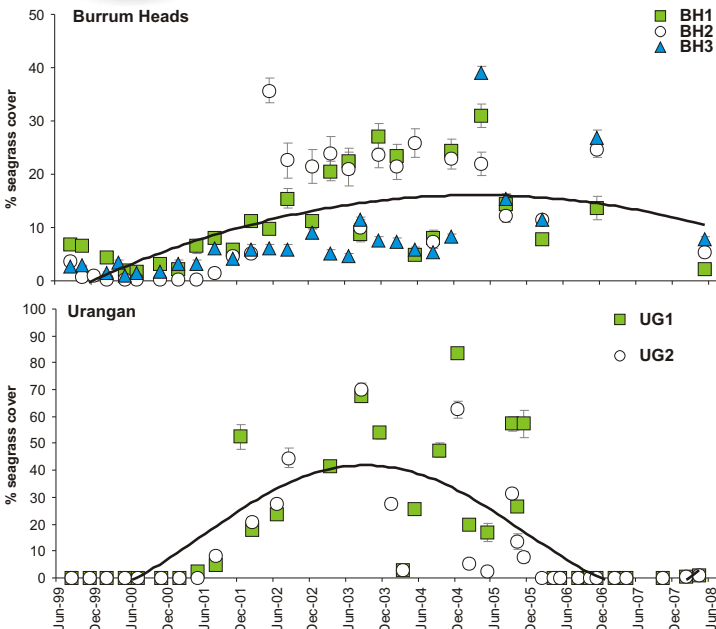 Burrum Heads
BH1
BH2
BH3
% seagrass cover
50
40
30
20
10
0
Urangan
UG1
UG2
% seagrass cover
100
90
80
70
60
50
40
30
20
10
0
Jun-99
Dec-99
Jun-00
Dec-00
Jun-01
Dec-01
Jun-02
Dec-02
Jun-03
Dec-03
Jun-04
Dec-04
Jun-05
Dec-05
Jun-06
Dec-06
Jun-07
Dec-07
Jun-08